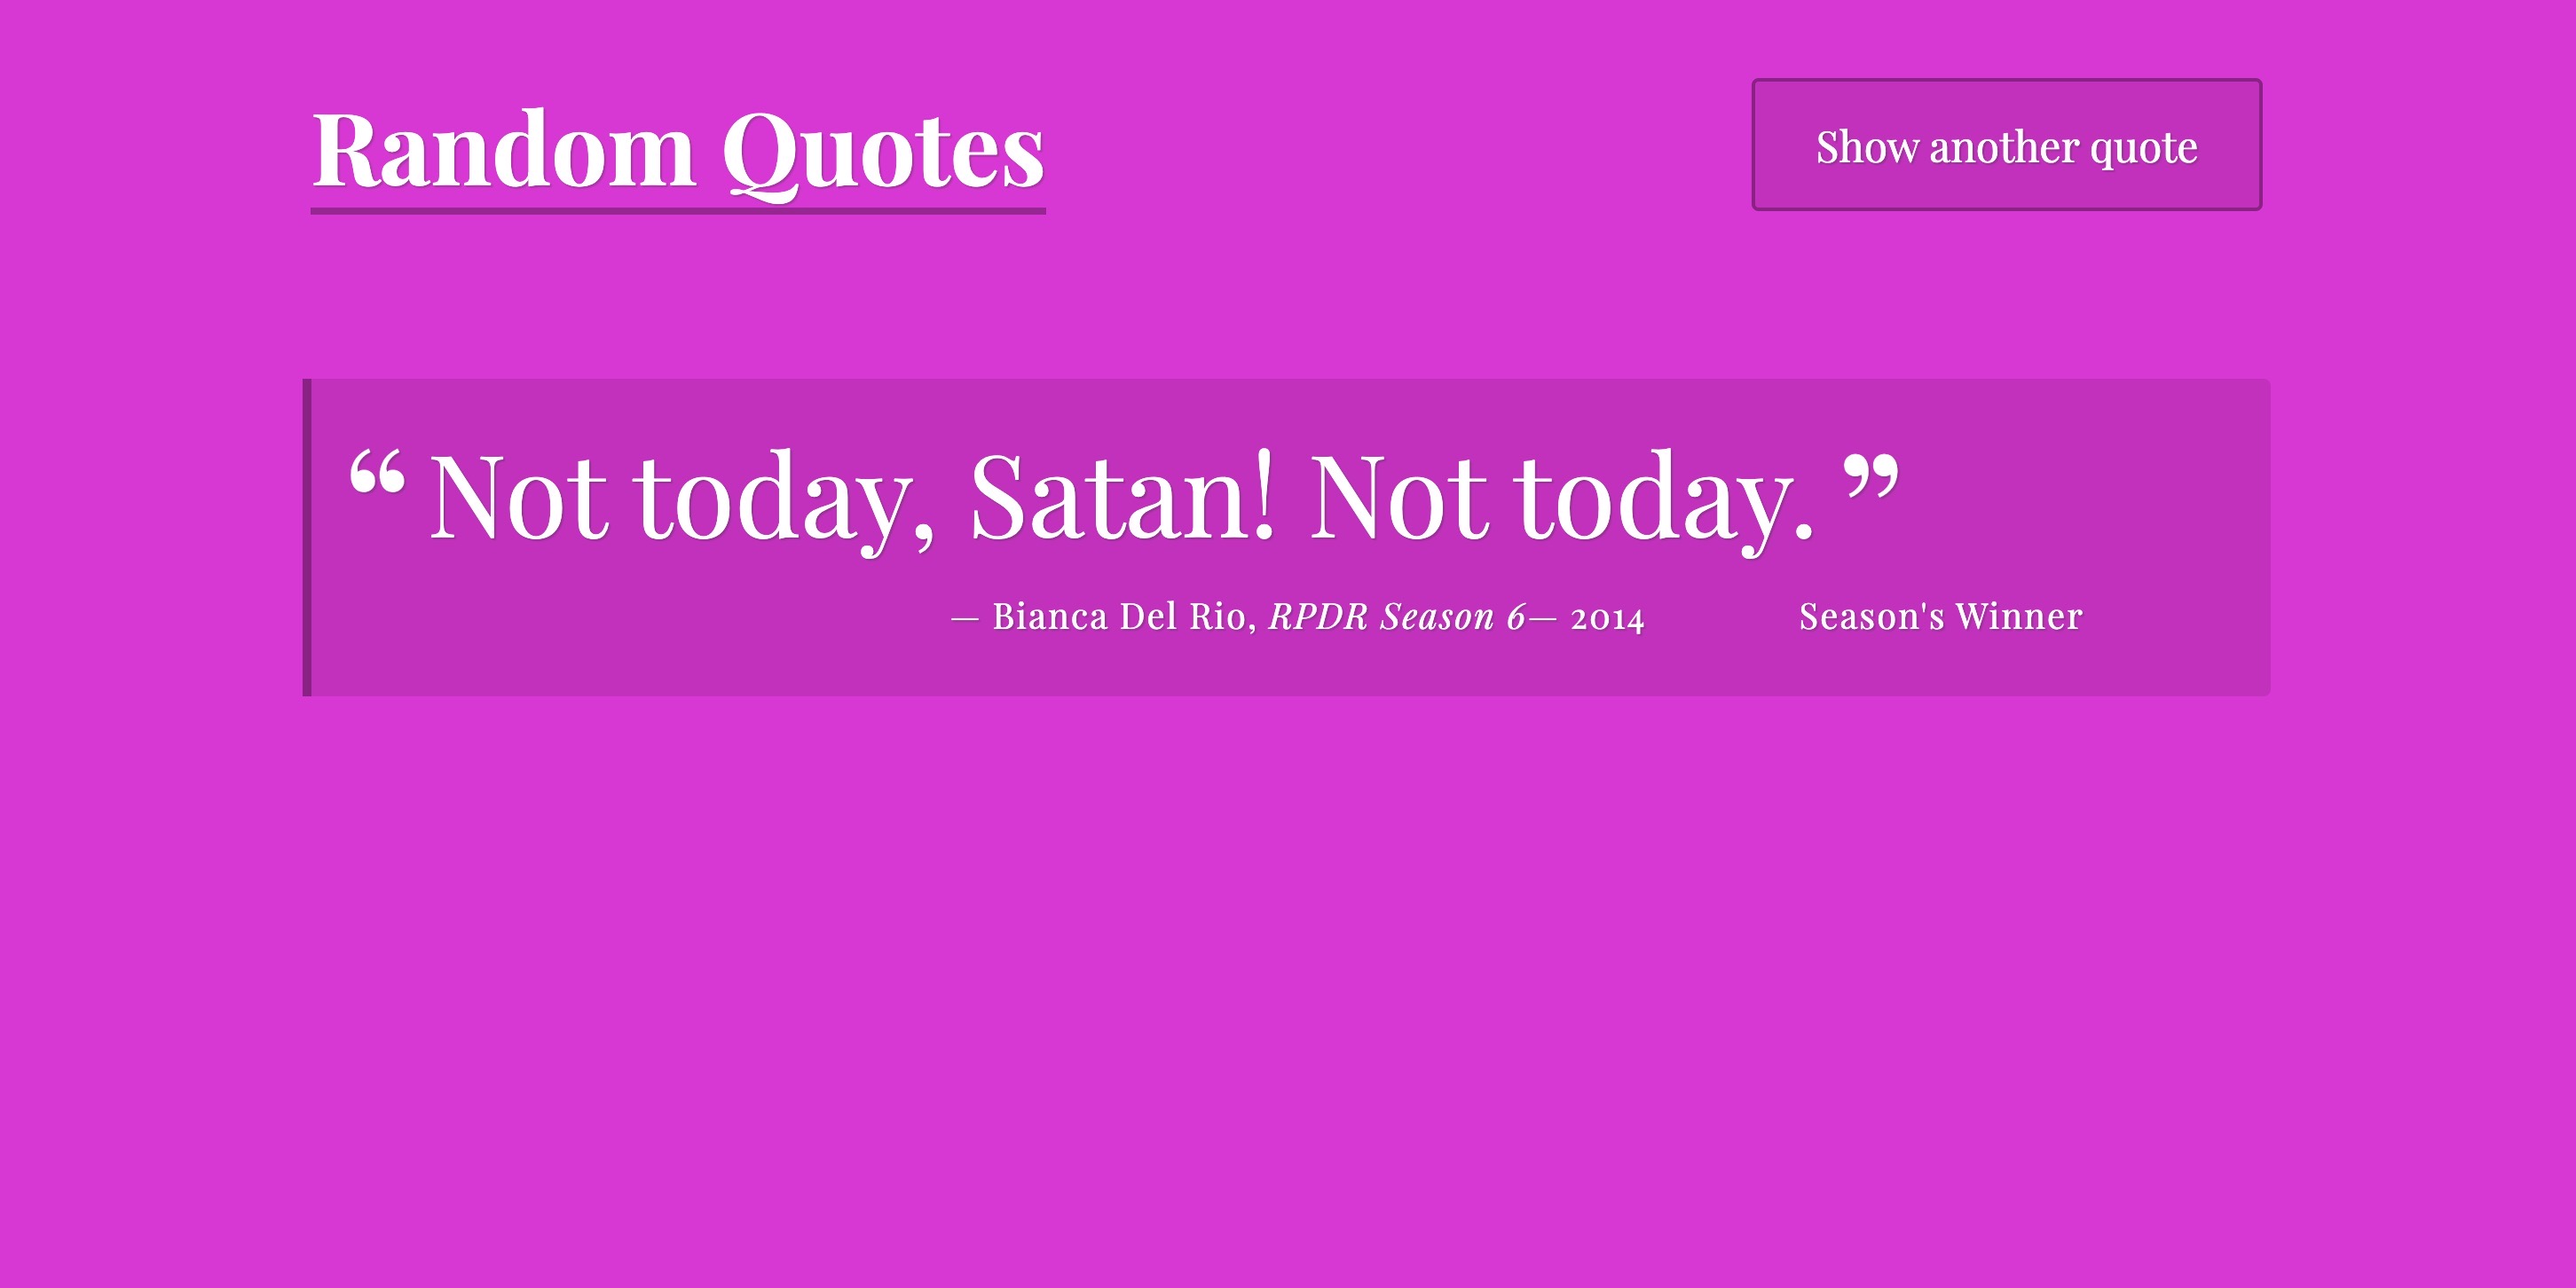 Random Quotes
Show another quote
“ Not today, Satan! Not today. ”
— Bianca Del Rio, RPDR Season 6— 2014 Season's Winner